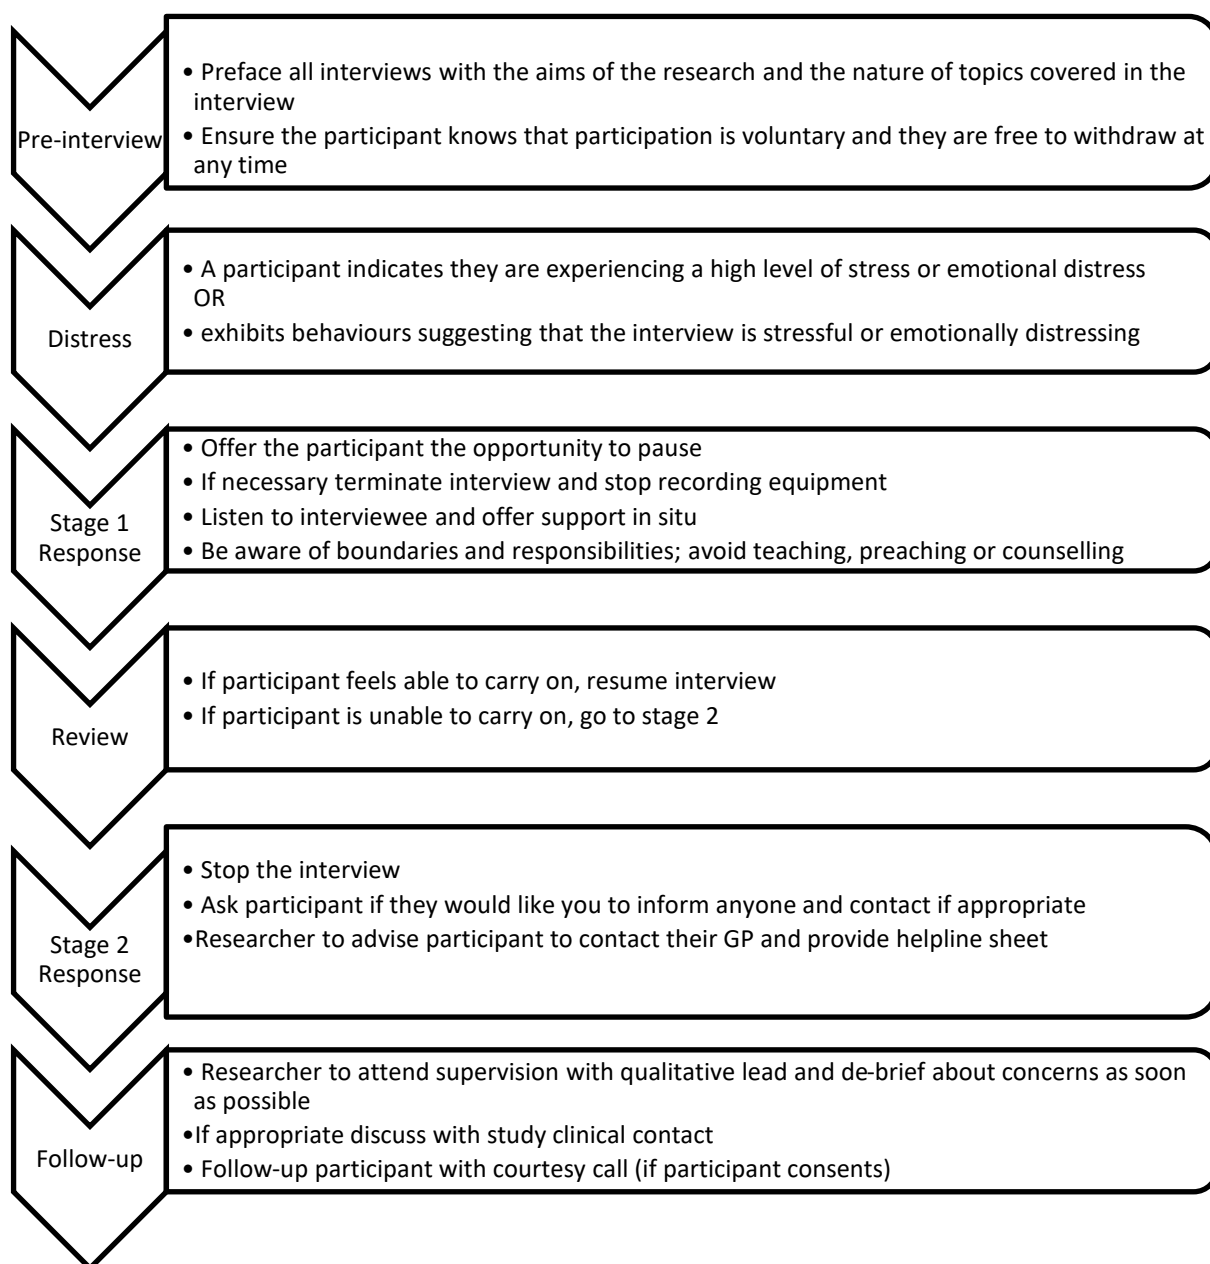 Pre-interview
• Preface all interviews with the aims of the research and the nature of topics covered in the
interview
• Ensure the participant knows that participation is voluntary and they are free to withdraw at
any time
Distress
• A participant indicates they are experiencing a high level of stress or emotional distress
OR
• exhibits behaviours suggesting that the interview is stressful or emotionally distressing
Stage 1
Response
• Offer the participant the opportunity to pause
• If necessary terminate interview and stop recording equipment
• Listen to interviewee and offer support in situ
• Be aware of boundaries and responsibilities; avoid teaching, preaching or counselling
Review
• If participant feels able to carry on, resume interview
• If participant is unable to carry on, go to stage 2
Stage 2
Response
• Stop the interview
• Ask participant if they would like you to inform anyone and contact if appropriate
•Researcher to advise participant to contact their GP and provide helpline sheet
Follow-up
• Researcher to attend supervision with qualitative lead and de-brief about concerns as soon
as possible
•If appropriate discuss with study clinical contact
• Follow-up participant with courtesy call (if participant consents)